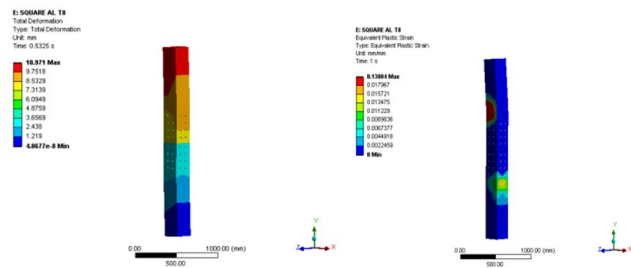 E: SQUARE AL T8
Total Deformation
Type: Total Deformation
Unit: mm
Time: 0.5325 s
10.971 Max
9.7518
8.5329
7.3139
6.0949
4.8759
3.6569
2.438
1.219
4.0677e-8 Min
0.00
1000.00 (mm)
500.00
Y
Z
X
E: SQUARE AL T8
Equivalent Plastic Strain
Type: Equivalent Plastic Strain
Unit: mm/mm
Time: 1 s
0.13804 Max
0.017967
0.015721
0.013475
0.011229
0.0089836
0.0067377
0.0044918
0.0022459
0 Min
0.00
1000.00 (mm)
500.00
Y
Z
X